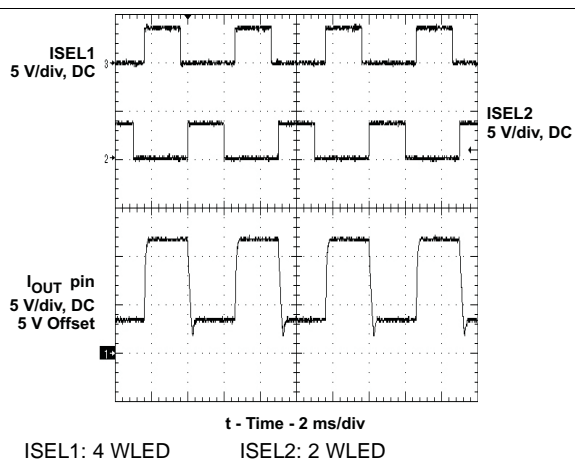 ISEL1
5 V/div, DC
3
ISEL2
5 V/div, DC
2
IOUT pin
5 V/div, DC
5 V Offset
1
t - Time - 2 ms/div
ISEL1: 4 WLED ISEL2: 2 WLED